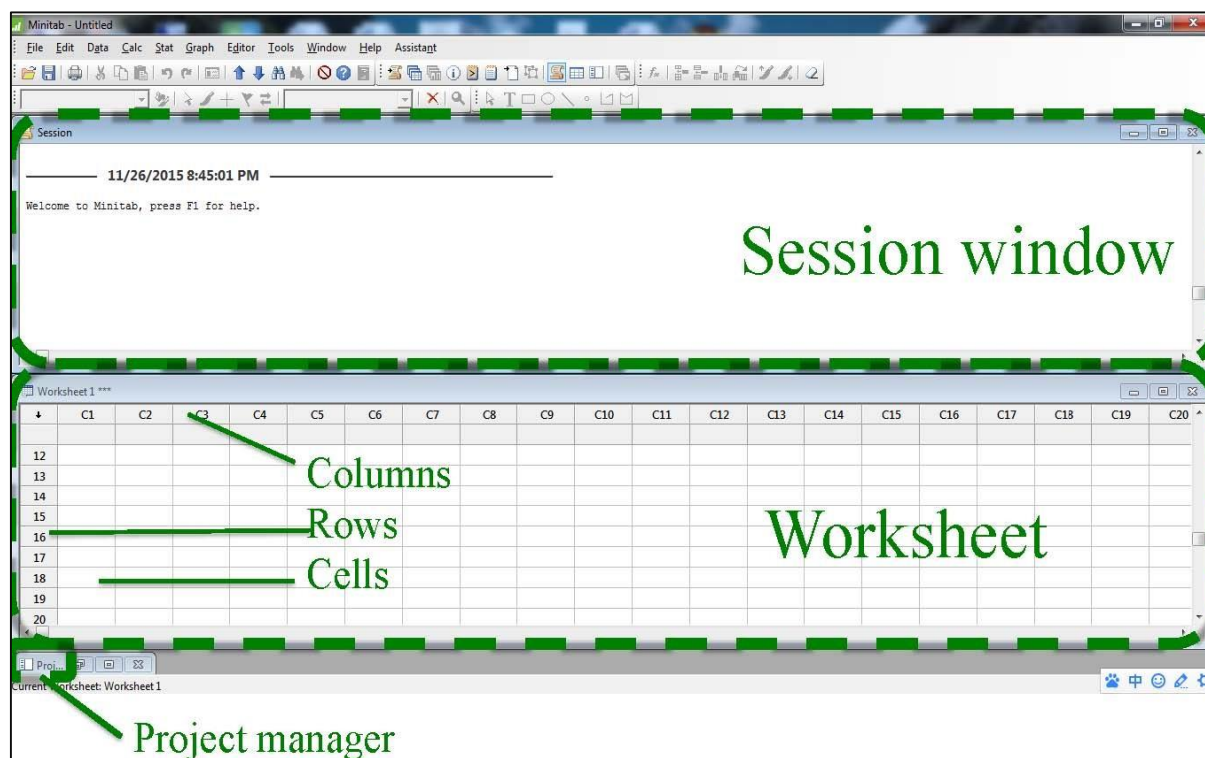 Minitab - Untitled
File Edit Data Calc Stat Graph Editor Tools Window Help Assistant
Session
11/26/2015 8:45:01 PM
Welcome to Minitab, press F1 for help.
Session window
Worksheet 1 ***
C1 C2 C3 C4 C5 C6 C7 C8 C9 C10 C11 C12 C13 C14 C15 C16 C17 C18 C19 C20
12
13
Columns
14
15
Rows
Worksheet
16
17
18
Cells
19
20
Proj...
Current Worksheet: Worksheet 1
中
Project manager